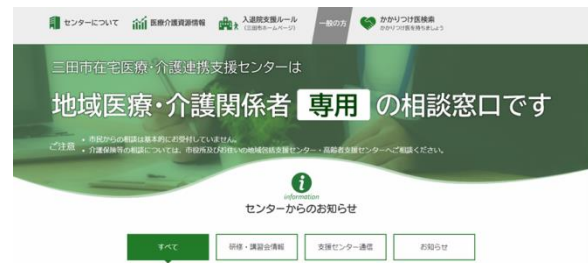 センターについて
医療介護資源情報
入退院支援ルール
(三田市ホームページ)
一般の方
かかりつけ医検索
かかりつけ医を持ちましょう
三田市在宅医療・介護連携支援センターは
地域医療・介護関係者 専用 の相談窓口です
ご注意
・市民からの相談は基本的にお受付していません。
・介護保険等の相談については、市役所及びお住いの地域包括支援センター・高齢者支援センターへご相談ください。
information
センターからのお知らせ
すべて
研修・講習会情報
支援センター通信
お知らせ